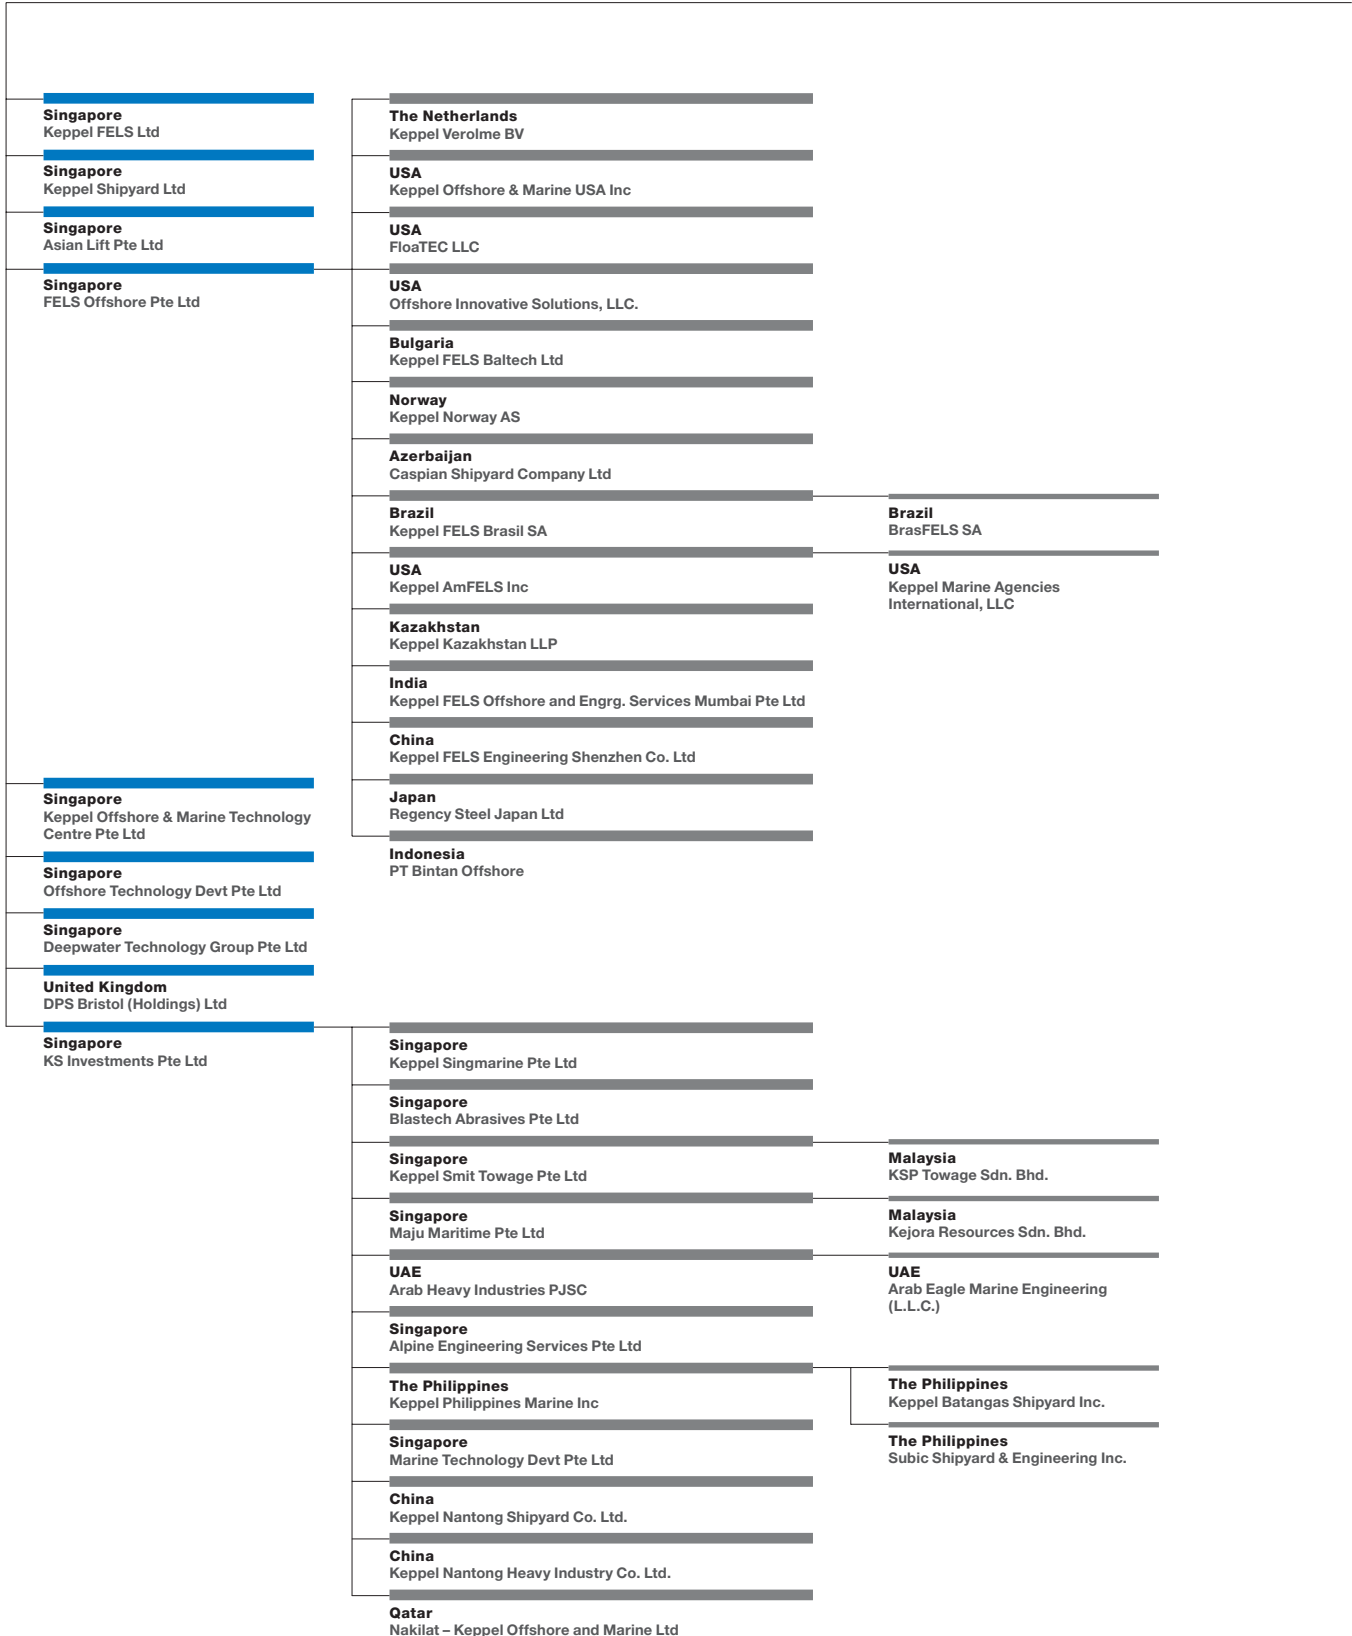 Singapore
Keppel FELS Ltd
Singapore
Keppel Shipyard Ltd
Singapore
Asian Lift Pte Ltd
Singapore
FELS Offshore Pte Ltd
The Netherlands
Keppel Verolme BV
USA
Keppel Offshore & Marine USA Inc
USA
FloaTEC LLC
USA
Offshore Innovative Solutions, LLC.
Bulgaria
Keppel FELS Baltech Ltd
Norway
Keppel Norway AS
Azerbaijan
Caspian Shipyard Company Ltd
Brazil
Keppel FELS Brasil SA
Brazil
BrasFELS SA
USA
Keppel AmFELS Inc
USA
Keppel Marine Agencies
International, LLC
Kazakhstan
Keppel Kazakhstan LLP
India
Keppel FELS Offshore and Engrg. Services Mumbai Pte Ltd
China
Keppel FELS Engineering Shenzhen Co. Ltd
Japan
Regency Steel Japan Ltd
Indonesia
PT Bintan Offshore
Singapore
Keppel Offshore & Marine Technology
Centre Pte Ltd
Singapore
Offshore Technology Devt Pte Ltd
Singapore
Deepwater Technology Group Pte Ltd
United Kingdom
DPS Bristol (Holdings) Ltd
Singapore
KS Investments Pte Ltd
Singapore
Keppel Singmarine Pte Ltd
Singapore
Blastech Abrasives Pte Ltd
Singapore
Keppel Smit Towage Pte Ltd
Malaysia
KSP Towage Sdn. Bhd.
Singapore
Maju Maritime Pte Ltd
Malaysia
Kejora Resources Sdn. Bhd.
UAE
Arab Heavy Industries PJSC
UAE
Arab Eagle Marine Engineering
(L.L.C.)
Singapore
Alpine Engineering Services Pte Ltd
The Philippines
Keppel Philippines Marine Inc
The Philippines
Keppel Batangas Shipyard Inc.
The Philippines
Subic Shipyard & Engineering Inc.
Singapore
Marine Technology Devt Pte Ltd
China
Keppel Nantong Shipyard Co. Ltd.
China
Keppel Nantong Heavy Industry Co. Ltd.
Qatar
Nakilat – Keppel Offshore and Marine Ltd